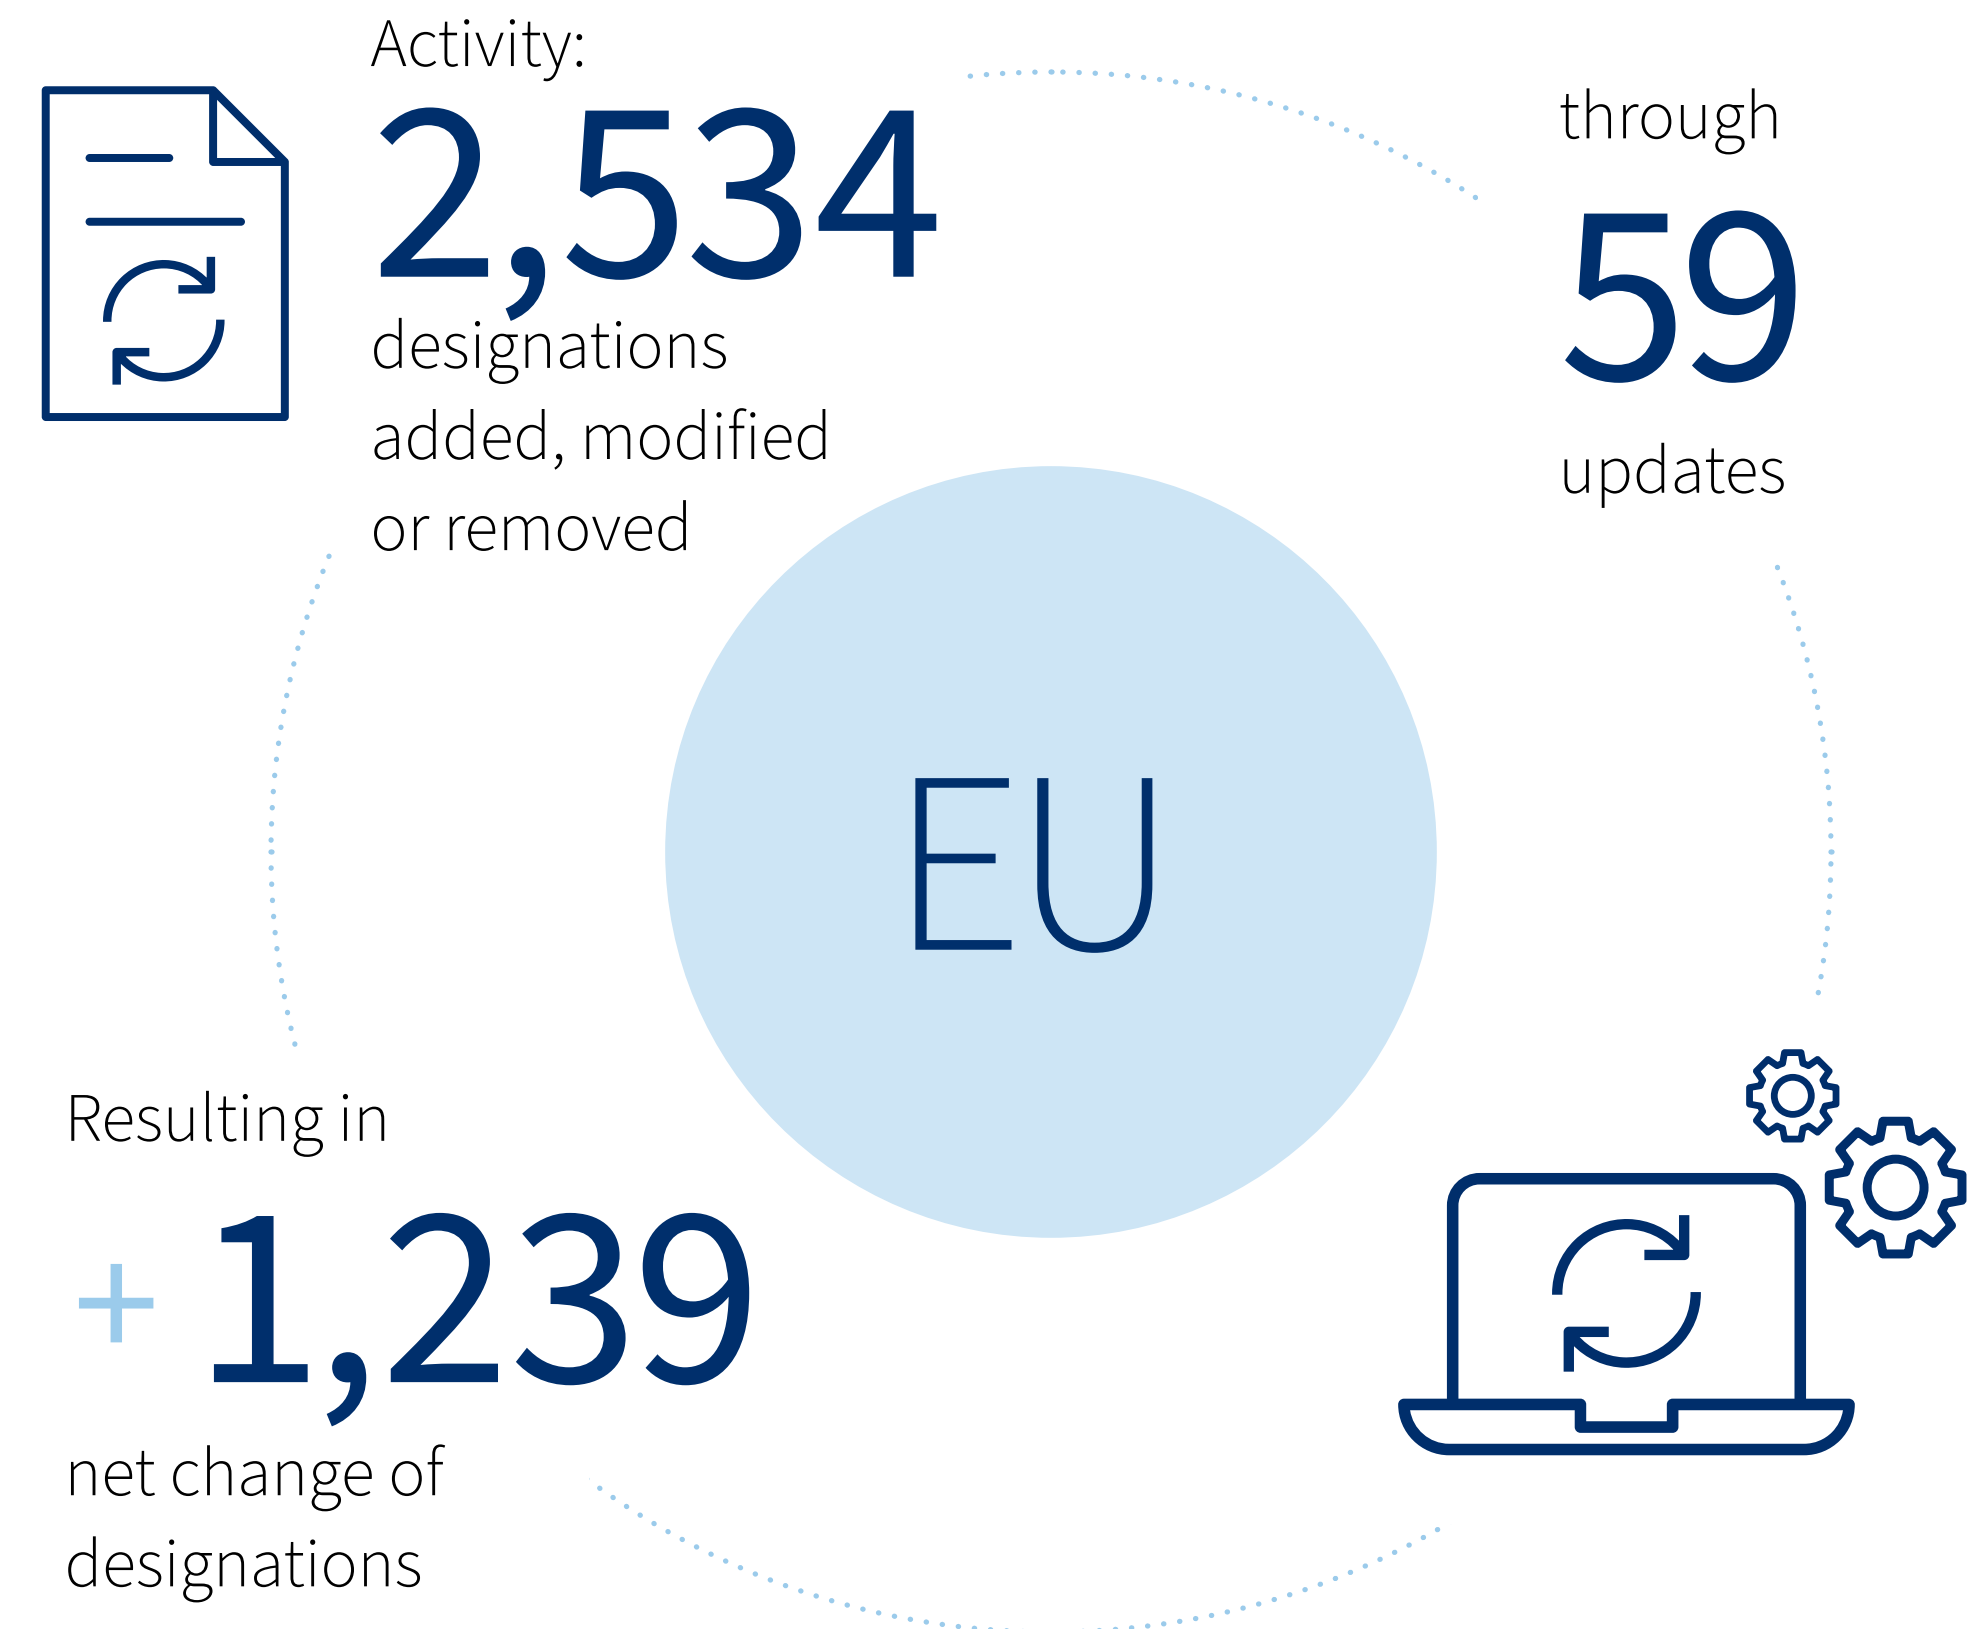 Activity:
2,534
designations
added, modified
or removed
through
59
updates
EU
Resulting in
+ 1,239
net change of
designations